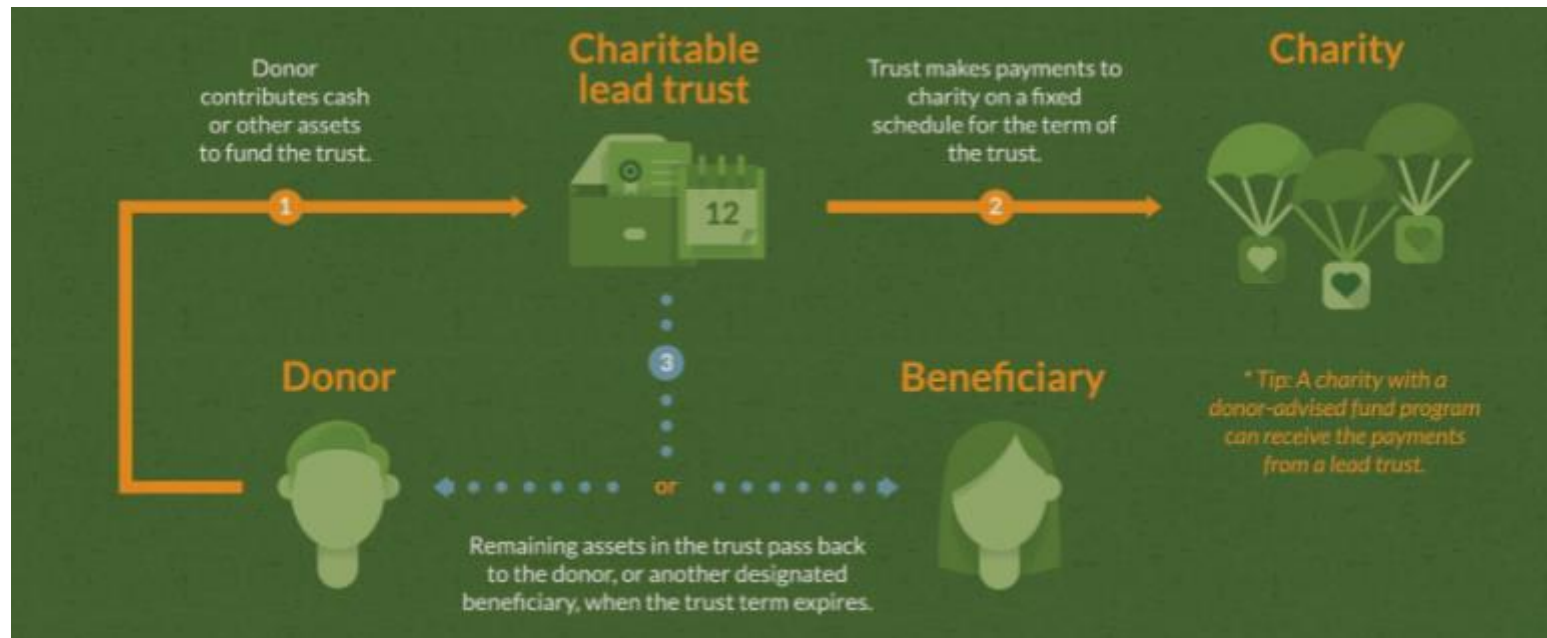 Donor
contributes cash
or other assets
to fund the trust.
1
Charitable
lead trust
12
Trust makes payments to
charity on a fixed
schedule for the term of
the trust.
2
Charity
3
Donor
or
Beneficiary
Remaining assets in the trust pass back
to the donor, or another designated
beneficiary, when the trust term expires.
* Tip: A charity with a
donor-advised fund program
can receive the payments
from a lead trust.